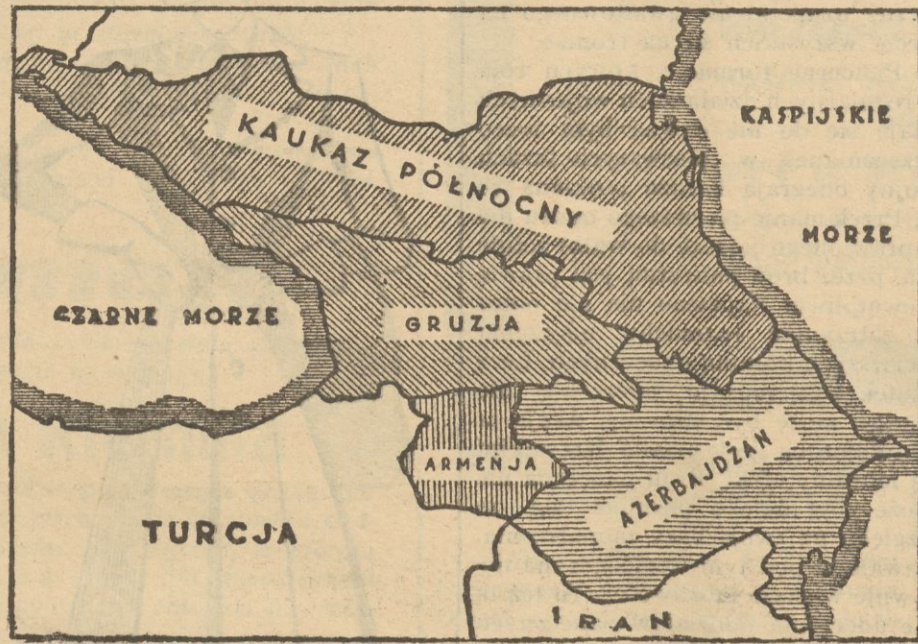 KAUKAZ PÓŁNOCNY
KASPIJSKIE
MORZE
CZARNE MORZE
GRUZJA
ARMEŃJA
AZERBAJDŻAN
TURCJA
IRAN